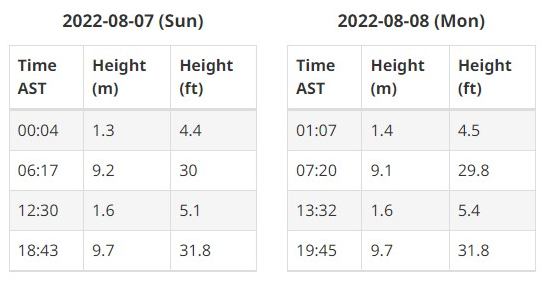 2022-08-07 (Sun)
Time AST Height (m) Height (ft)
00:04 1.3 4.4
06:17 9.2 30
12:30 1.6 5.1
18:43 9.7 31.8
2022-08-08 (Mon)
Time AST Height (m) Height (ft)
01:07 1.4 4.5
07:20 9.1 29.8
13:32 1.6 5.4
19:45 9.7 31.8